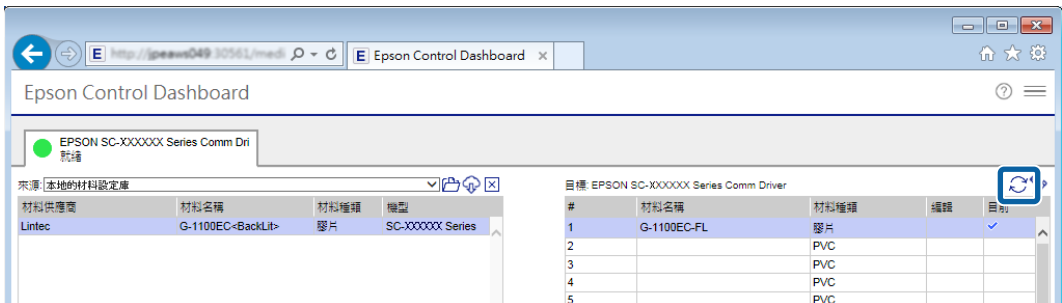 E http://jpeaws049:30561/medi
E Epson Control Dashboard ×
Epson Control Dashboard
EPSON SC-XXXXXX Series Comm Dri
就緒
來源: 本地的材料設定庫
目標: EPSON SC-XXXXXX Series Comm Driver
材料供應商 材料名稱 材料種類 機型
# 材料名稱 材料種類 編輯 目前
Lintec G-1100EC<BackLit> 膠片 SC-XXXXXX Series
1 G-1100EC-FL 膠片
2 PVC
3 PVC
4 PVC
5 PVC